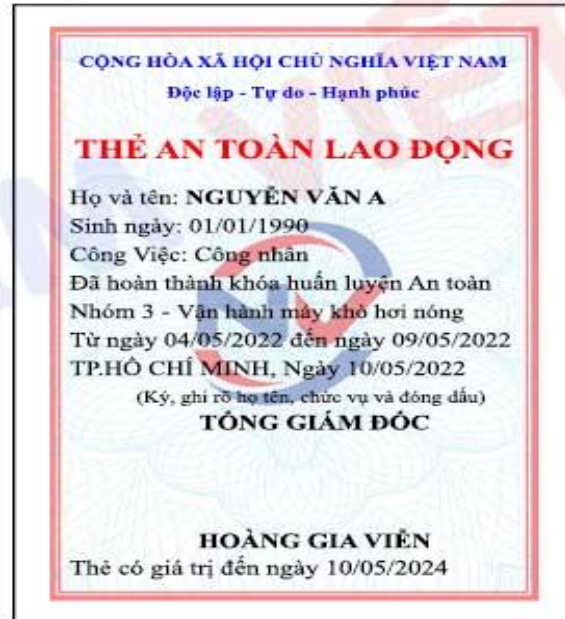 CỘNG HÒA XÃ HỘI CHỦ NGHĨA VIỆT NAM
Độc lập - Tự do - Hạnh phúc
THẺ AN TOÀN LAO ĐỘNG
Họ và tên: NGUYỄN VĂN A
Sinh ngày: 01/01/1990
Công Việc: Công nhân
Đã hoàn thành khóa huấn luyện An toàn
Nhóm 3 - Vận hành máy khò hơi nóng
Từ ngày 04/05/2022 đến ngày 09/05/2022
TP.HỒ CHÍ MINH, Ngày 10/05/2022
(Ký, ghi rõ họ tên, chức vụ và đóng dấu)
TỔNG GIÁM ĐỐC
HOÀNG GIA VIỄN
Thẻ có giá trị đến ngày 10/05/2024